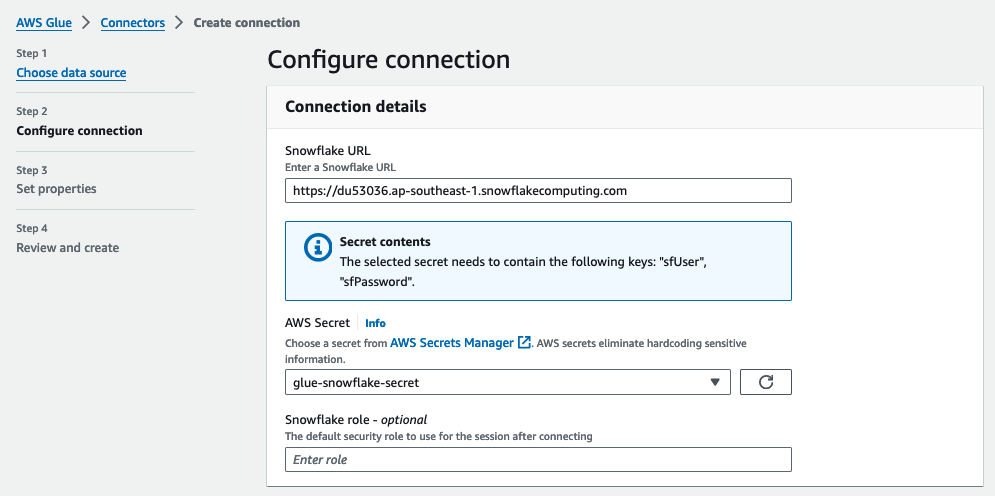 AWS Glue > Connectors > Create connection
Step 1
Choose data source
Step 2
Configure connection
Step 3
Set properties
Step 4
Review and create
Configure connection
Connection details
Snowflake URL
Enter a Snowflake URL
https://du53036.ap-southeast-1.snowflakecomputing.com
Secret contents
The selected secret needs to contain the following keys: "sfUser",
"sfPassword".
AWS Secret Info
Choose a secret from AWS Secrets Manager. AWS secrets eliminate hardcoding sensitive
information.
glue-snowflake-secret
Snowflake role - optional
The default security role to use for the session after connecting
Enter role